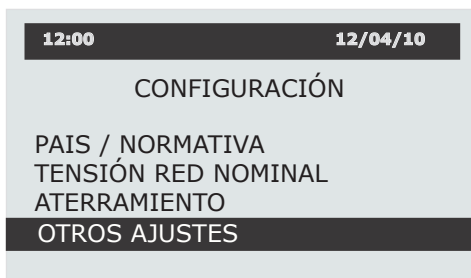 12:00 12/04/10
CONFIGURACIÓN
PAIS / NORMATIVA
TENSIÓN RED NOMINAL
ATERRAMIENTO
OTROS AJUSTES